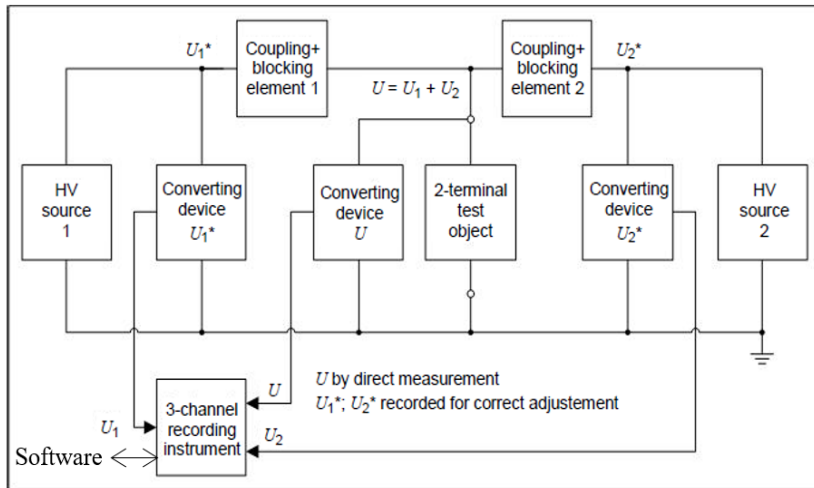 U₁*
Coupling+
blocking
element 1
U = U₁ + U₂
Coupling+
blocking
element 2
U₂*
HV
source
1
Converting
device
U₁*
Converting
device
U
2-terminal
test
object
Converting
device
U₂*
HV
source
2
U by direct measurement
U₁*; U₂* recorded for correct adjustement
U
U₁
3-channel
recording
instrument
U₂
Software